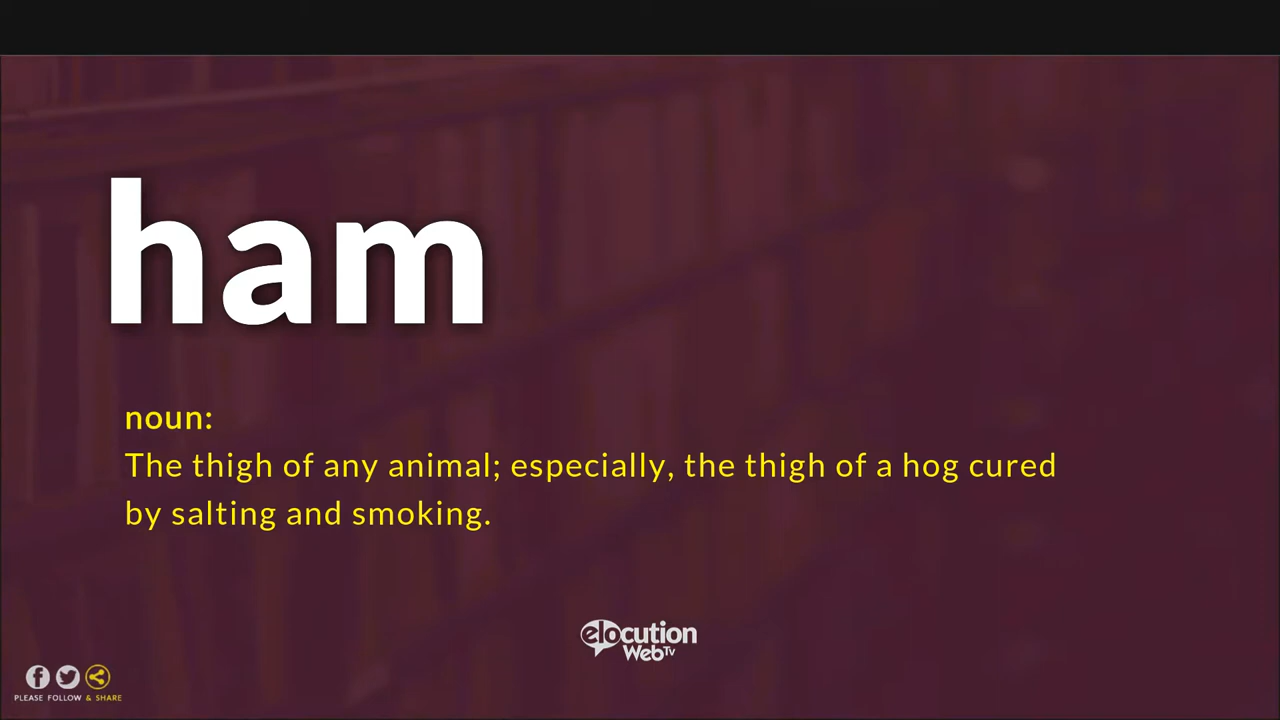 ham
noun:
The thigh of any animal; especially, the thigh of a hog cured
by salting and smoking.
elocution
WebTv
PLEASE FOLLOW & SHARE